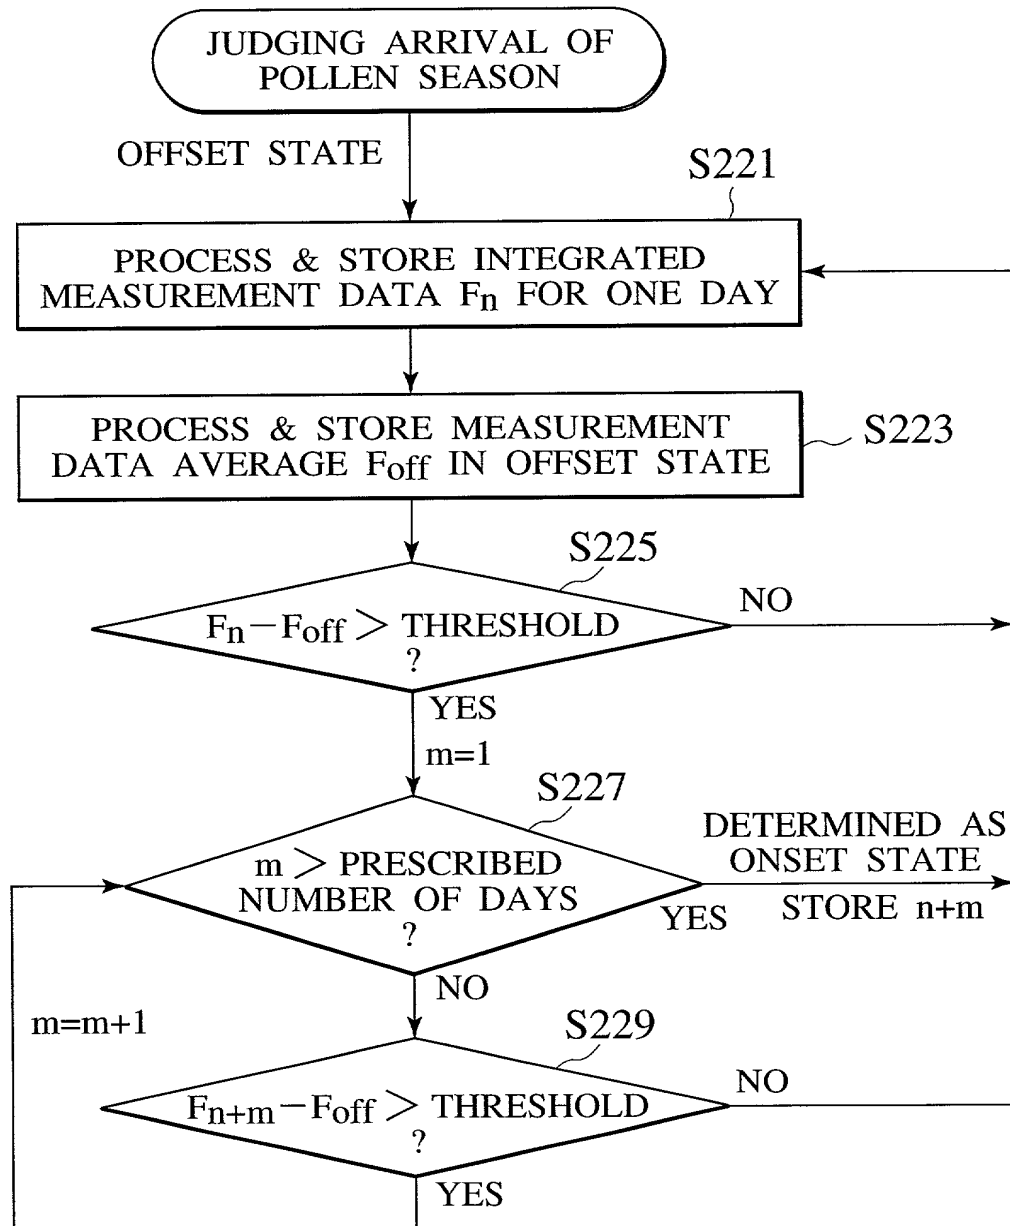 JUDGING ARRIVAL OF
POLLEN SEASON
OFFSET STATE
S221
PROCESS & STORE INTEGRATED
MEASUREMENT DATA Fn FOR ONE DAY
PROCESS & STORE MEASUREMENT
DATA AVERAGE Foff IN OFFSET STATE
S223
S225
Fn−Foff > THRESHOLD
?
NO
YES
m=1
S227
m > PRESCRIBED
NUMBER OF DAYS
?
DETERMINED AS
ONSET STATE
YES
STORE n+m
NO
m=m+1
S229
Fn+m−Foff > THRESHOLD
?
NO
YES